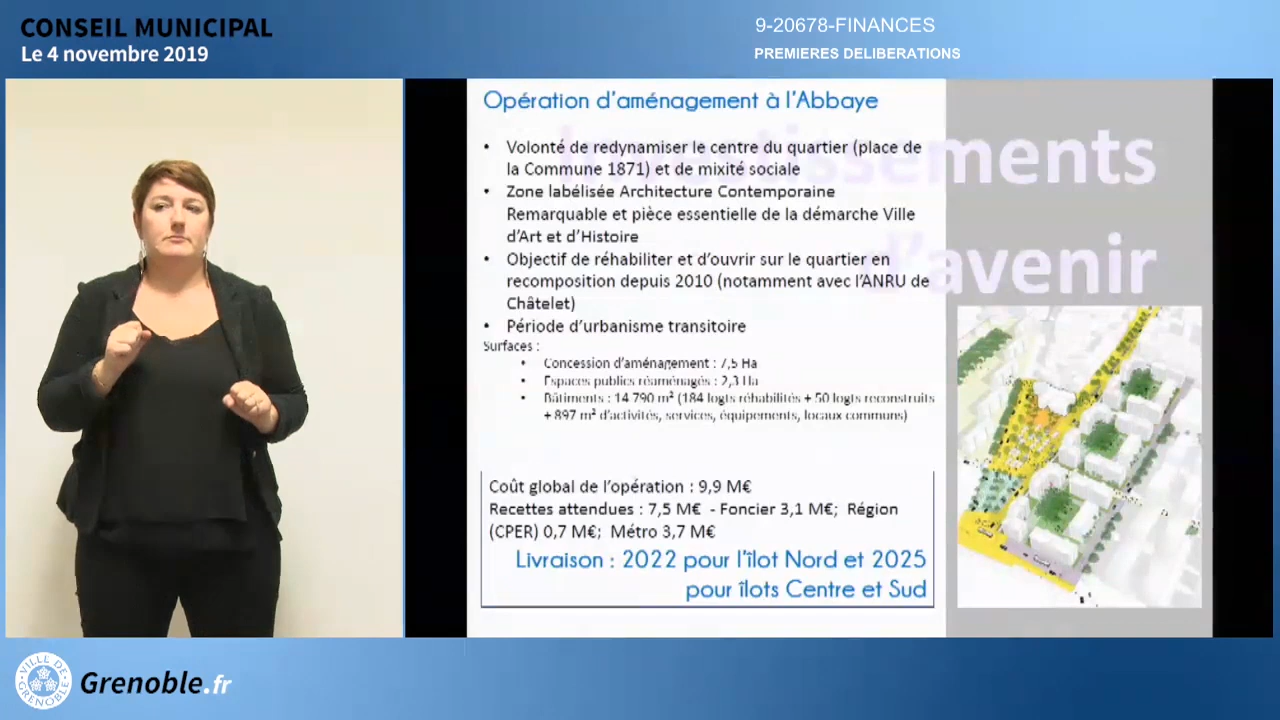 CONSEIL MUNICIPAL
Le 4 novembre 2019
9-20678-FINANCES
PREMIERES DELIBERATIONS
Opération d'aménagement à l'Abbaye
• Volonté de redynamiser le centre du quartier (place de
la Commune 1871) et de mixité sociale
• Zone labélisée Architecture Contemporaine
Remarquable et pièce essentielle de la démarche Ville
d'Art et d'Histoire
• Objectif de réhabiliter et d'ouvrir sur le quartier en
recomposition depuis 2010 (notamment avec l'ANRU de
Châtelet)
• Période d'urbanisme transitoire
Surfaces :
• Concession d'aménagement : 7,5 Ha
• Espaces publics réaménagés : 2,3 Ha
• Bâtiments : 14 790 m² (184 logts réhabilités + 50 logts reconstruits
+ 897 m² d'activités, services, équipements, locaux communs)
Coût global de l'opération : 9,9 M€
Recettes attendues : 7,5 M€ - Foncier 3,1 M€; Région
(CPER) 0,7 M€; Métro 3,7 M€
Livraison : 2022 pour l'îlot Nord et 2025
pour îlots Centre et Sud
Investissements
d'avenir
VILLE DE
GRENOBLE
Grenoble.fr